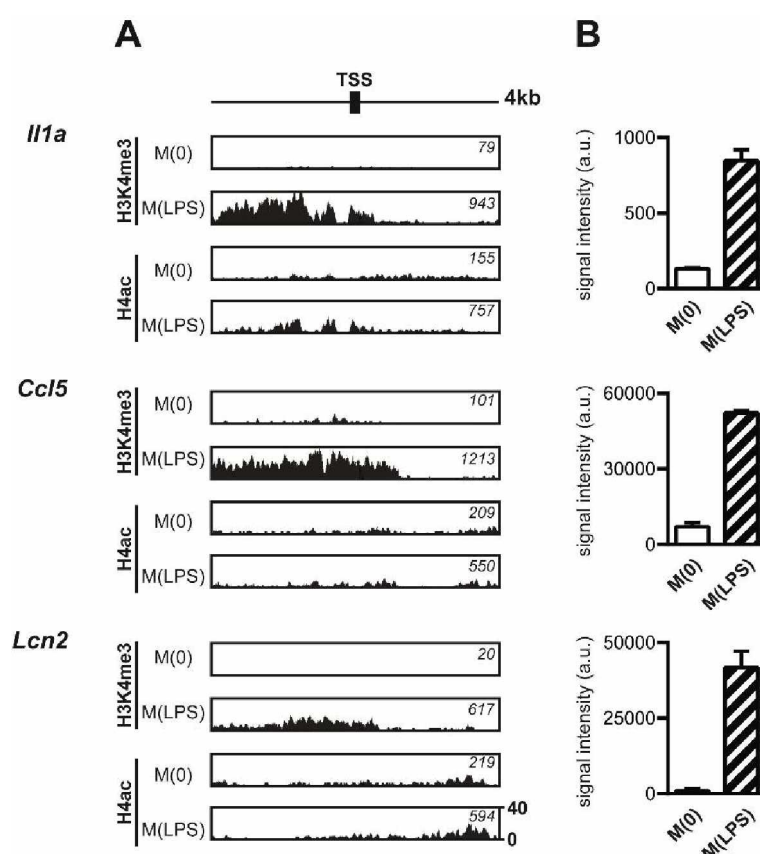 A
B
TSS
4kb
Il1a
H3K4me3
M(0)
79
M(LPS)
943
H4ac
M(0)
155
M(LPS)
757
signal intensity (a.u.)
1000
500
0
M(0)
M(LPS)
Ccl5
H3K4me3
M(0)
101
M(LPS)
1213
H4ac
M(0)
209
M(LPS)
550
signal intensity (a.u.)
60000
30000
0
M(0)
M(LPS)
Lcn2
H3K4me3
M(0)
20
M(LPS)
617
H4ac
M(0)
219
M(LPS)
594
40
0
signal intensity (a.u.)
50000
25000
0
M(0)
M(LPS)